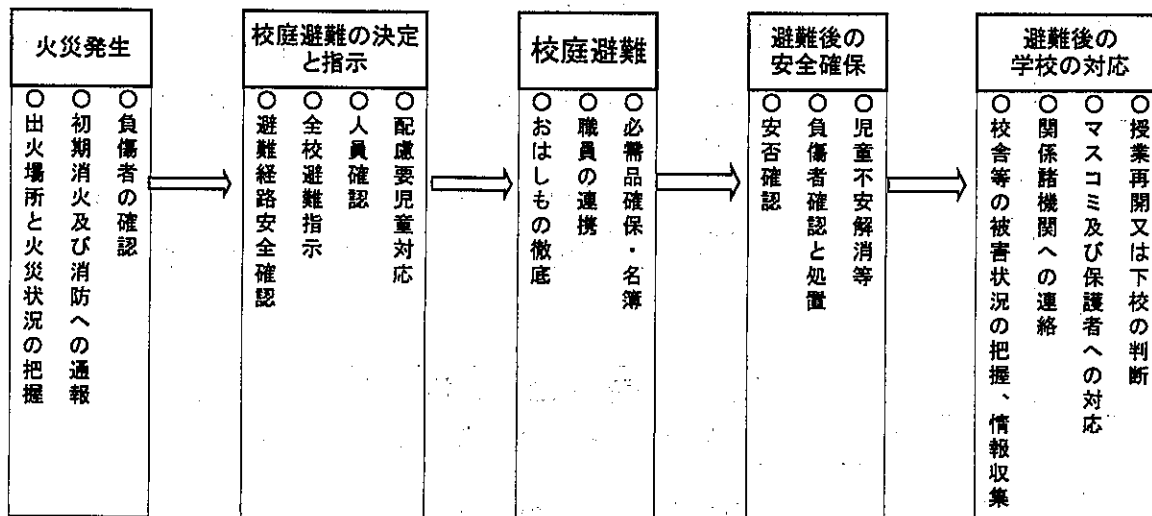 火災発生
○出火場所と火災状況の把握
○初期消火及び消防への通報
○負傷者の確認
校庭避難の決定
と指示
○避難経路安全確認
○全校避難指示
○人員確認
○配慮要児童対応
校庭避難
○おはしもの徹底
○職員の連携
○必需品確保・名簿
避難後の
安全確保
○安否確認
○負傷者確認と処置
○児童不安解消等
避難後の
学校の対応
○校舎等の被害状況の把握、情報収集
○関係諸機関への連絡
○マスコミ及び保護者への対応
○授業再開又は下校の判断